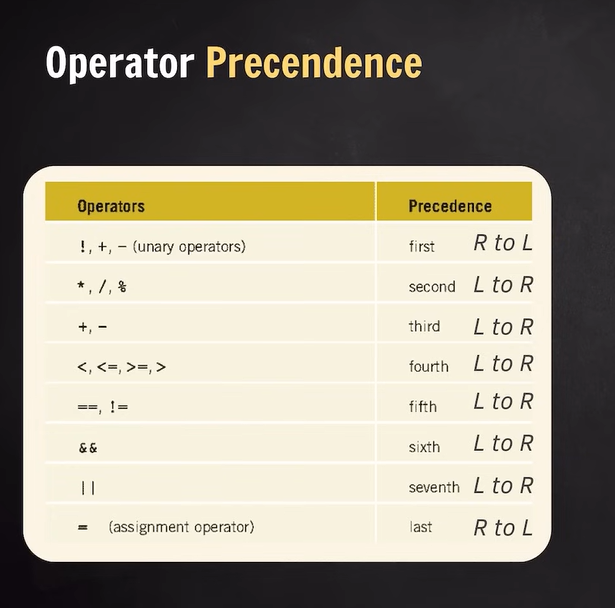 Operator Precendence
Operators Precedence
!, +, – (unary operators) first R to L
*, /, % second L to R
+, – third L to R
<, <=, >=, > fourth L to R
==, != fifth L to R
&& sixth L to R
|| seventh L to R
= (assignment operator) last R to L